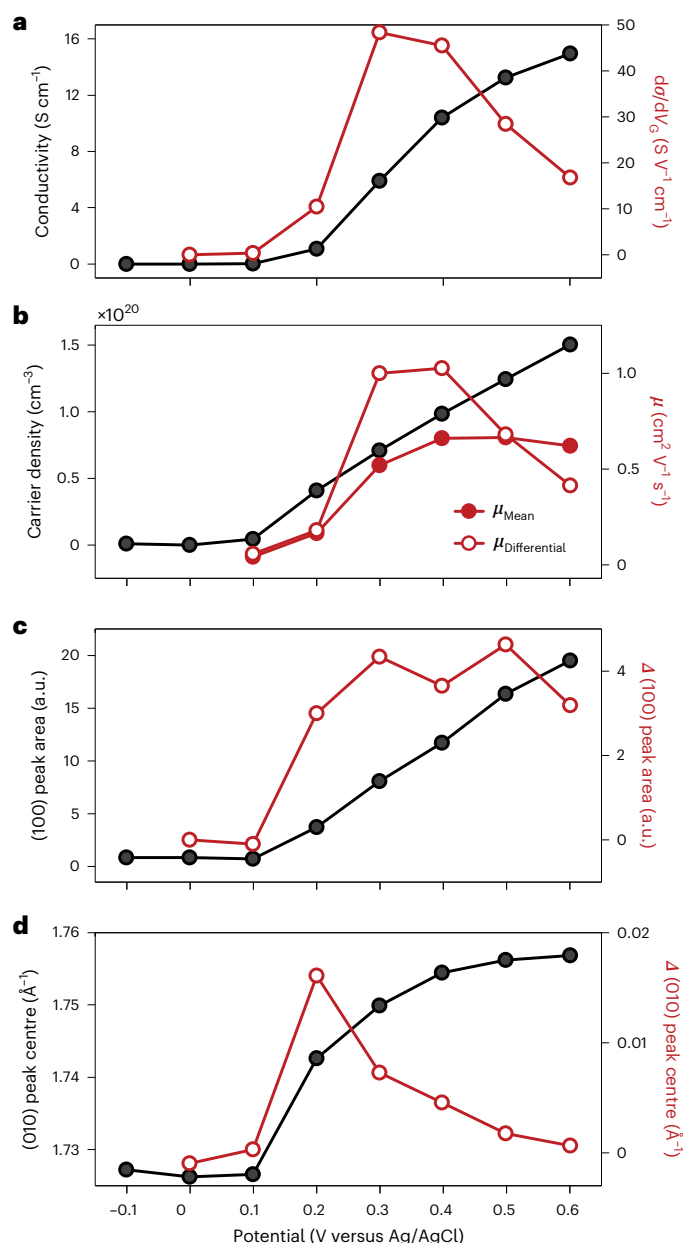 a
16
12
8
4
0
Conductivity (S cm⁻¹)
50
40
30
20
10
0
dσ/dV_G (S V⁻¹ cm⁻¹)
b
×10²⁰
1.5
1.0
0.5
0
Carrier density (cm⁻³)
1.0
0.5
0
μ (cm² V⁻¹ s⁻¹)
μ_Mean
μ_Differential
c
20
15
10
5
0
(100) peak area (a.u.)
4
2
0
Δ (100) peak area (a.u.)
d
1.76
1.75
1.74
1.73
(010) peak centre (Å⁻¹)
0.02
0.01
0
Δ (010) peak centre (Å⁻¹)
−0.1 0 0.1 0.2 0.3 0.4 0.5 0.6
Potential (V versus Ag/AgCl)